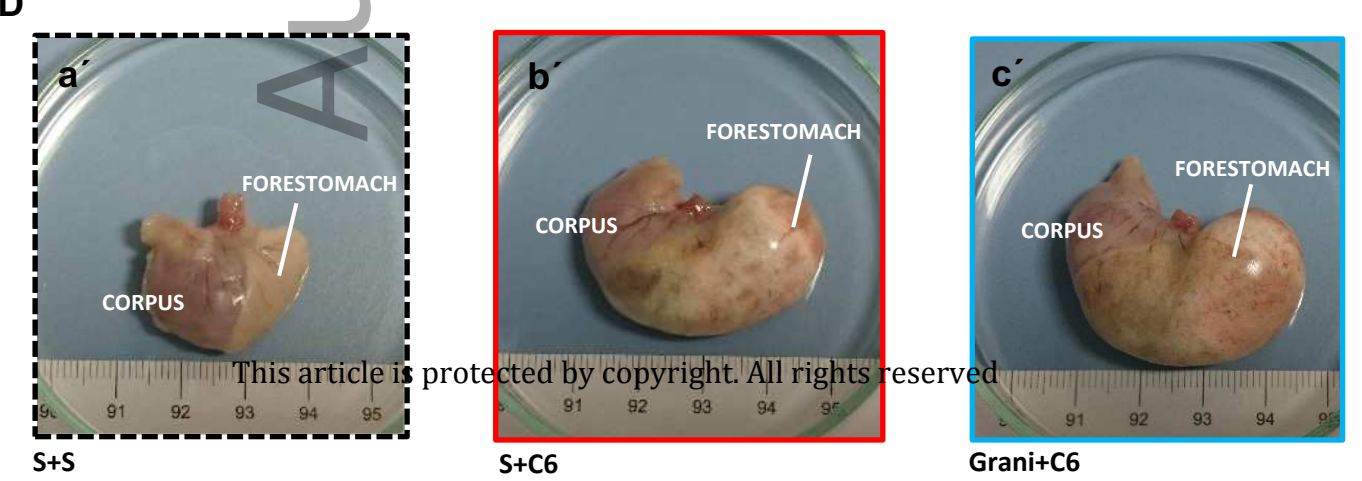 D
Au
a´
b´
c´
FORESTOMACH
CORPUS
FORESTOMACH
CORPUS
FORESTOMACH
CORPUS
This article is protected by copyright. All rights reserved
91 92 93 94 95
91 92 93 94 95
91 92 93 94
S+S
S+C6
Grani+C6